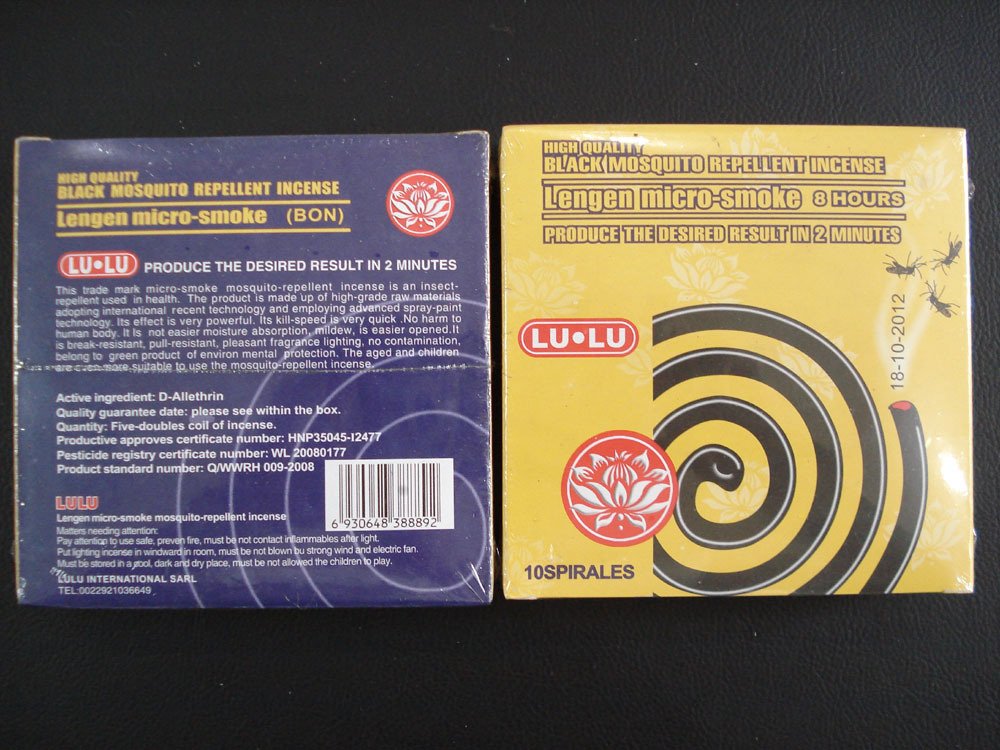 HIGH QUALITY
BLACK MOSQUITO REPELLENT INCENSE
Lengen micro-smoke (BON)
LU•LU PRODUCE THE DESIRED RESULT IN 2 MINUTES
This trade mark micro-smoke mosquito-repellent incense is an insect-
repellent used in health. The product is made up of high-grade raw materials
adopting international recent technology and employing advanced spray-paint
technology. Its effect is very powerful. Its kill-speed is very quick .No harm to
human body. It Is not easier moisture absorption, mildew, is easier opened.It
is break-resistant, pull-resistant, pleasant fragrance lighting, no contamination,
belong to green product of environ mental protection. The aged and children
are even more suitable to use the mosquito-repellent incense.
Active ingredient: D-Allethrin
Quality guarantee date: please see within the box.
Quantity: Five-doubles coil of incense.
Productive approves certificate number: HNP35045-I2477
Pesticide registry certificate number: WL 20080177
Product standard number: Q/WWRH 009-2008
6 930648 388892
LULU
Lengen micro-smoke mosquito-repellent incense
Matters needing attention:
Pay attention to use safe, preven fire, must be not contact inflammables after light.
Put lighting incense in windward in room, must be not blown bu strong wind and electric fan.
Must be stored in a cool, dark and dry place, must be not allowed the children to play.
LULU INTERNATIONAL SARL
TEL:0022921036649
HIGH QUALITY
BLACK MOSQUITO REPELLENT INCENSE
Lengen micro-smoke 8 HOURS
PRODUCE THE DESIRED RESULT IN 2 MINUTES
LU•LU
18-10-2012
10SPIRALES